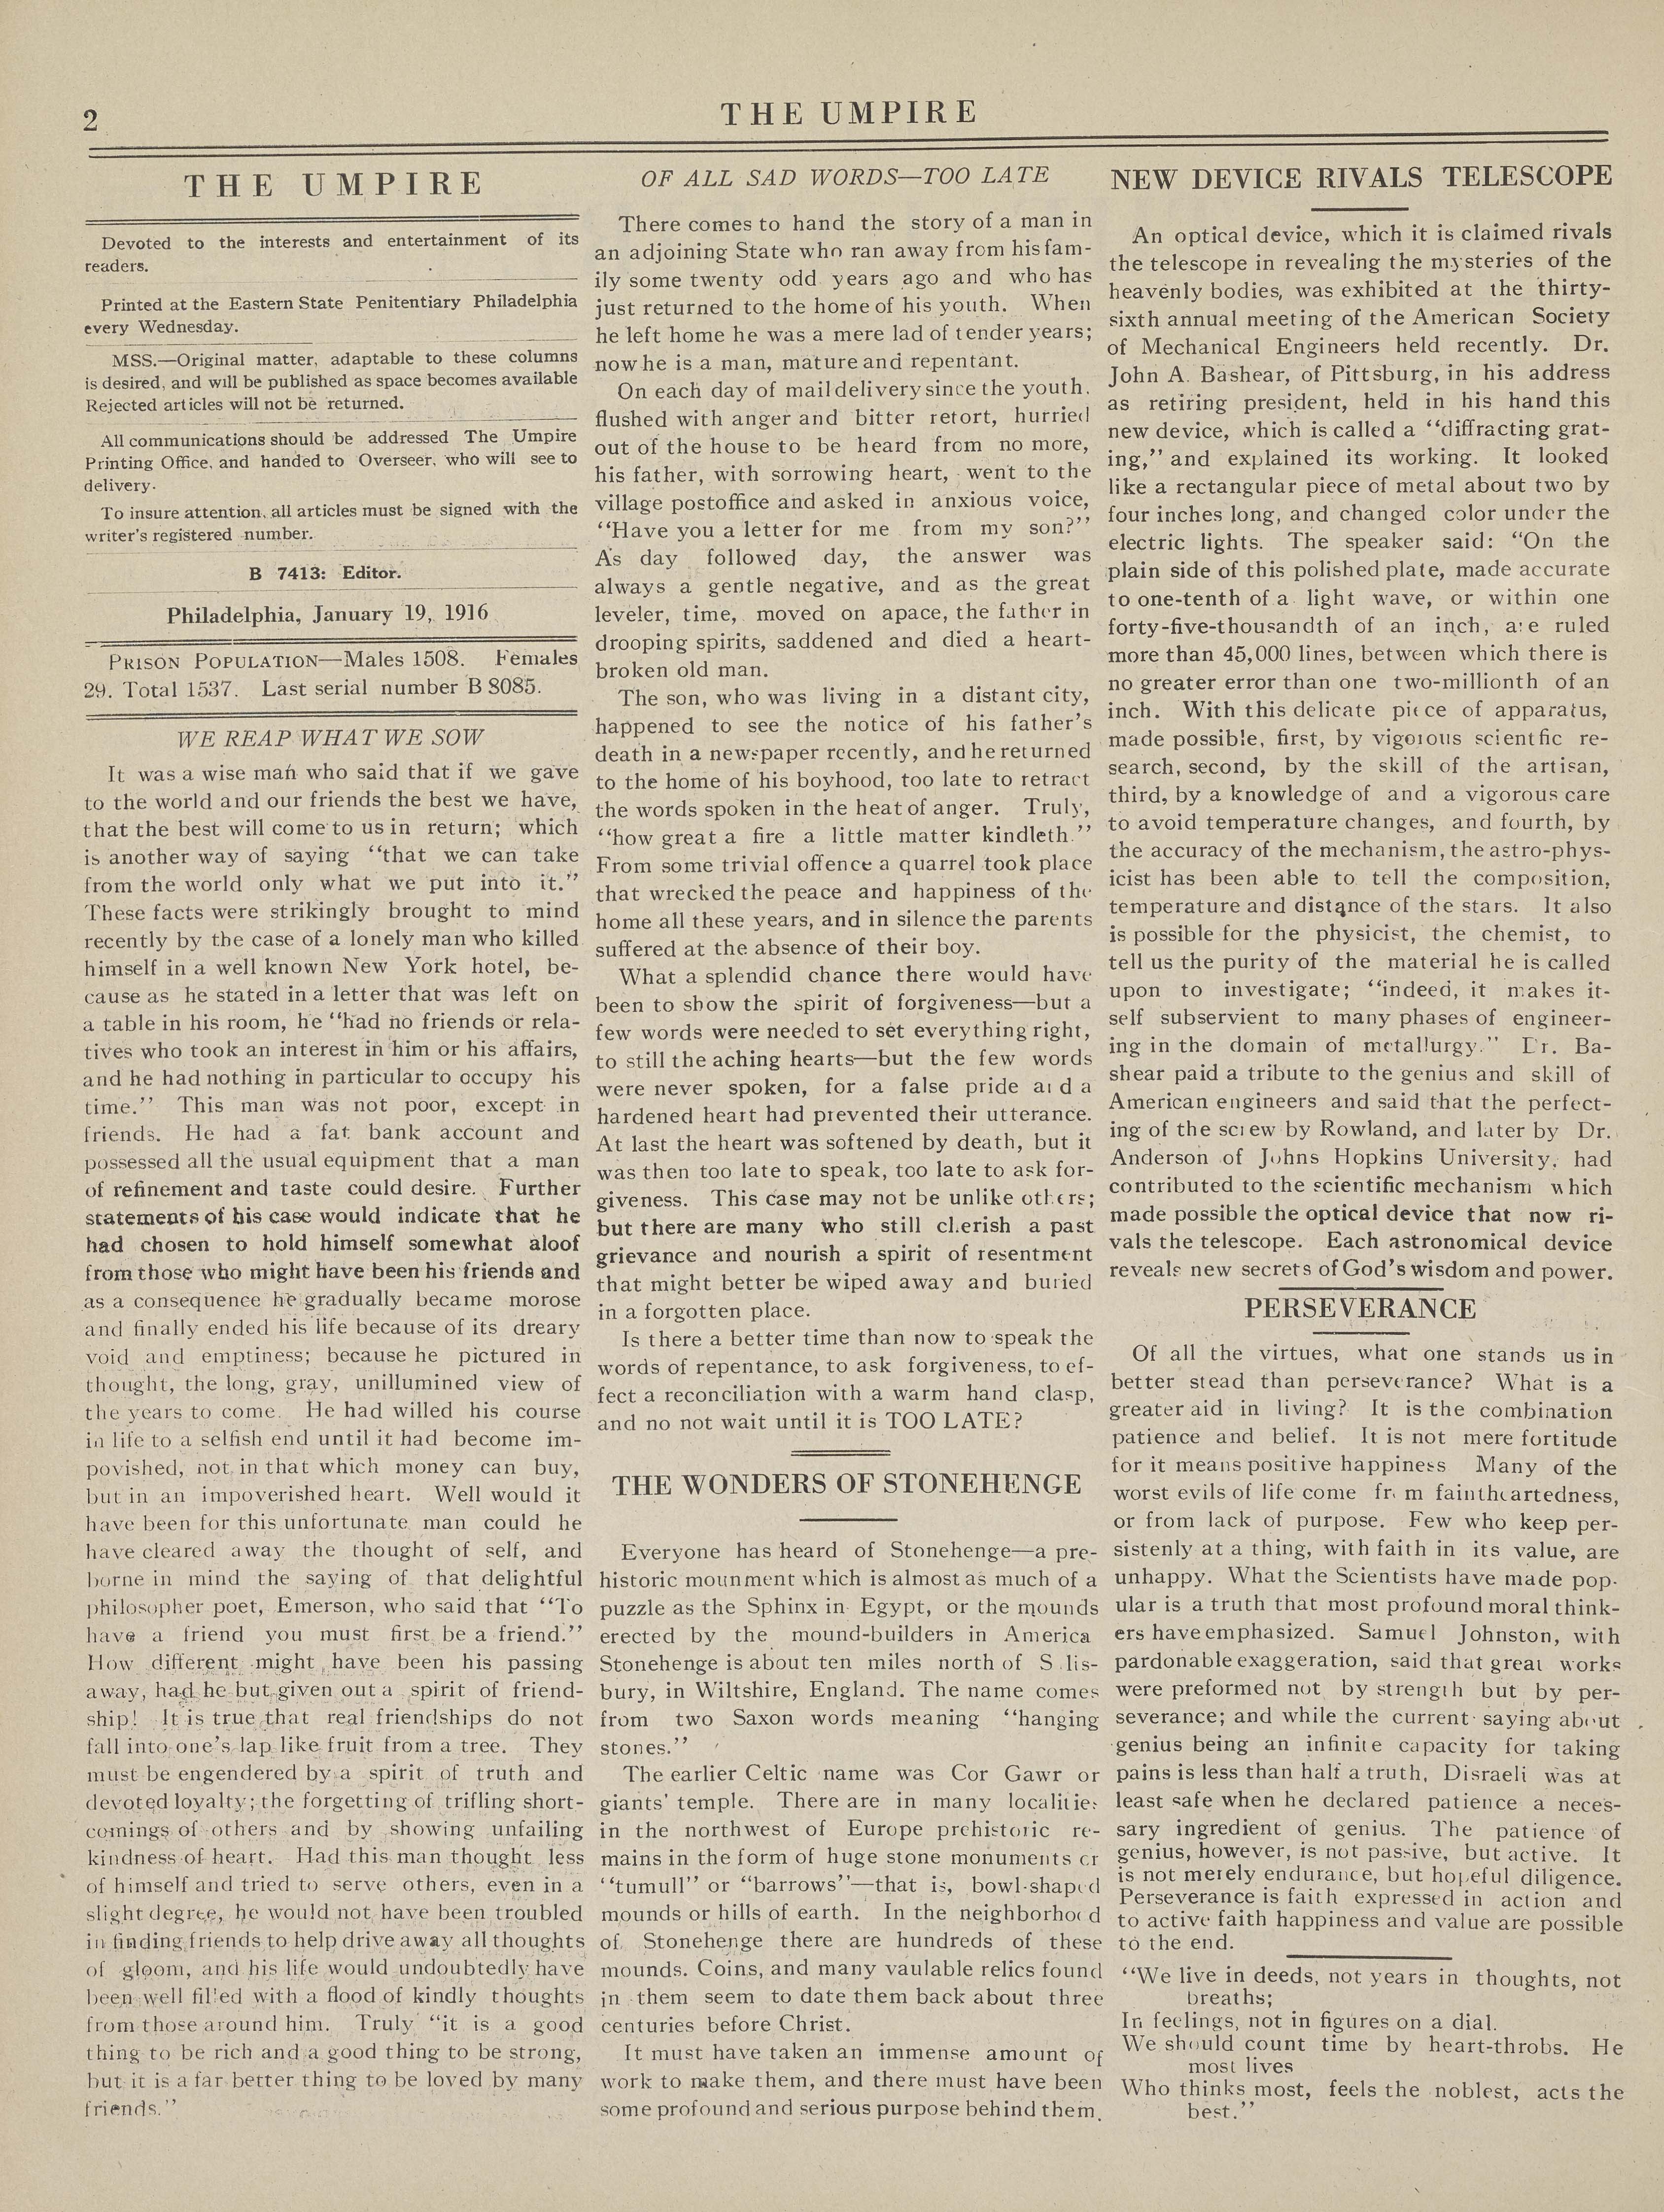 2
THE UMPIRE
THE UMPIRE
Devoted to the interests and entertainment of its
readers.
Printed at the Eastern State Penitentiary Philadelphia
every Wednesday.
MSS.—Original matter, adaptable to these columns
is desired, and will be published as space becomes available
Rejected articles will not be returned.
All communications should be addressed The Umpire
Printing Office, and handed to Overseer, who will see to
delivery.
To insure attention, all articles must be signed with the
writer's registered number.
B 7413: Editor.
Philadelphia, January 19, 1916
PRISON POPULATION—Males 1508. Females
29. Total 1537. Last serial number B 8085.
WE REAP WHAT WE SOW
It was a wise man who said that if we gave
to the world and our friends the best we have,
that the best will come to us in return; which
is another way of saying "that we can take
from the world only what we put into it."
These facts were strikingly brought to mind
recently by the case of a lonely man who killed
himself in a well known New York hotel, be-
cause as he stated in a letter that was left on
a table in his room, he "had no friends or rela-
tives who took an interest in him or his affairs,
and he had nothing in particular to occupy his
time." This man was not poor, except in
friends. He had a fat bank account and
possessed all the usual equipment that a man
of refinement and taste could desire. Further
statements of his case would indicate that he
had chosen to hold himself somewhat aloof
from those who might have been his friends and
as a consequence he gradually became morose
and finally ended his life because of its dreary
void and emptiness; because he pictured in
thought, the long, gray, unillumined view of
the years to come. He had willed his course
in life to a selfish end until it had become im-
povished, not in that which money can buy,
but in an impoverished heart. Well would it
have been for this unfortunate man could he
have cleared away the thought of self, and
borne in mind the saying of that delightful
philosopher poet, Emerson, who said that "To
have a friend you must first be a friend."
How different might have been his passing
away, had he but given out a spirit of friend-
ship! It is true that real friendships do not
fall into one's lap like fruit from a tree. They
must be engendered by a spirit of truth and
devoted loyalty; the forgetting of trifling short-
comings of others and by showing unfailing
kindness of heart. Had this man thought less
of himself and tried to serve others, even in a
slight degree, he would not have been troubled
in finding friends to help drive away all thoughts
of gloom, and his life would undoubtedly have
been well filled with a flood of kindly thoughts
from those around him. Truly "it is a good
thing to be rich and a good thing to be strong,
but it is a far better thing to be loved by many
friends."
OF ALL SAD WORDS—TOO LATE
There comes to hand the story of a man in
an adjoining State who ran away from his fam-
ily some twenty odd years ago and who has
just returned to the home of his youth. When
he left home he was a mere lad of tender years;
now he is a man, mature and repentant.
On each day of mail delivery since the youth,
flushed with anger and bitter retort, hurried
out of the house to be heard from no more,
his father, with sorrowing heart, went to the
village postoffice and asked in anxious voice,
"Have you a letter for me from my son?"
As day followed day, the answer was
always a gentle negative, and as the great
leveler, time, moved on apace, the father in
drooping spirits, saddened and died a heart-
broken old man.
The son, who was living in a distant city,
happened to see the notice of his father's
death in a newspaper recently, and he returned
to the home of his boyhood, too late to retract
the words spoken in the heat of anger. Truly,
"how great a fire a little matter kindleth."
From some trivial offence a quarrel took place
that wrecked the peace and happiness of the
home all these years, and in silence the parents
suffered at the absence of their boy.
What a splendid chance there would have
been to show the spirit of forgiveness—but a
few words were needed to set everything right,
to still the aching hearts—but the few words
were never spoken, for a false pride and a
hardened heart had prevented their utterance.
At last the heart was softened by death, but it
was then too late to speak, too late to ask for-
giveness. This case may not be unlike others;
but there are many who still cherish a past
grievance and nourish a spirit of resentment
that might better be wiped away and buried
in a forgotten place.
Is there a better time than now to speak the
words of repentance, to ask forgiveness, to ef-
fect a reconciliation with a warm hand clasp,
and no not wait until it is TOO LATE?
THE WONDERS OF STONEHENGE
Everyone has heard of Stonehenge—a pre-
historic mounment which is almost as much of a
puzzle as the Sphinx in Egypt, or the mounds
erected by the mound-builders in America
Stonehenge is about ten miles north of S lis-
bury, in Wiltshire, England. The name comes
from two Saxon words meaning "hanging
stones."
The earlier Celtic name was Cor Gawr or
giants' temple. There are in many localities
in the northwest of Europe prehistoric re-
mains in the form of huge stone monuments or
"tumull" or "barrows"—that is, bowl-shaped
mounds or hills of earth. In the neighborhood
of Stonehenge there are hundreds of these
mounds. Coins, and many vaulable relics found
in them seem to date them back about three
centuries before Christ.
It must have taken an immense amount of
work to make them, and there must have been
some profound and serious purpose behind them.
NEW DEVICE RIVALS TELESCOPE
An optical device, which it is claimed rivals
the telescope in revealing the mysteries of the
heavenly bodies, was exhibited at the thirty-
sixth annual meeting of the American Society
of Mechanical Engineers held recently. Dr.
John A. Bashear, of Pittsburg, in his address
as retiring president, held in his hand this
new device, which is called a "diffracting grat-
ing," and explained its working. It looked
like a rectangular piece of metal about two by
four inches long, and changed color under the
electric lights. The speaker said: "On the
plain side of this polished plate, made accurate
to one-tenth of a light wave, or within one
forty-five-thousandth of an inch, are ruled
more than 45,000 lines, between which there is
no greater error than one two-millionth of an
inch. With this delicate piece of apparatus,
made possible, first, by vigorous scientfic re-
search, second, by the skill of the artisan,
third, by a knowledge of and a vigorous care
to avoid temperature changes, and fourth, by
the accuracy of the mechanism, the astro-phys-
icist has been able to tell the composition,
temperature and distance of the stars. It also
is possible for the physicist, the chemist, to
tell us the purity of the material he is called
upon to investigate; "indeed, it makes it-
self subservient to many phases of engineer-
ing in the domain of metallurgy." Dr. Ba-
shear paid a tribute to the genius and skill of
American engineers and said that the perfect-
ing of the screw by Rowland, and later by Dr.
Anderson of Johns Hopkins University, had
contributed to the scientific mechanism which
made possible the optical device that now ri-
vals the telescope. Each astronomical device
reveals new secrets of God's wisdom and power.
PERSEVERANCE
Of all the virtues, what one stands us in
better stead than perseverance? What is a
greater aid in living? It is the combination
patience and belief. It is not mere fortitude
for it means positive happiness Many of the
worst evils of life come from faintheartedness,
or from lack of purpose. Few who keep per-
sistenly at a thing, with faith in its value, are
unhappy. What the Scientists have made pop-
ular is a truth that most profound moral think-
ers have emphasized. Samuel Johnston, with
pardonable exaggeration, said that great works
were preformed not by strength but by per-
severance; and while the current saying about
genius being an infinite capacity for taking
pains is less than half a truth, Disraeli was at
least safe when he declared patience a neces-
sary ingredient of genius. The patience of
genius, however, is not passive, but active. It
is not merely endurance, but hopeful diligence.
Perseverance is faith expressed in action and
to active faith happiness and value are possible
to the end.
"We live in deeds, not years in thoughts, not
breaths;
In feelings, not in figures on a dial.
We should count time by heart-throbs. He
most lives
Who thinks most, feels the noblest, acts the
best."